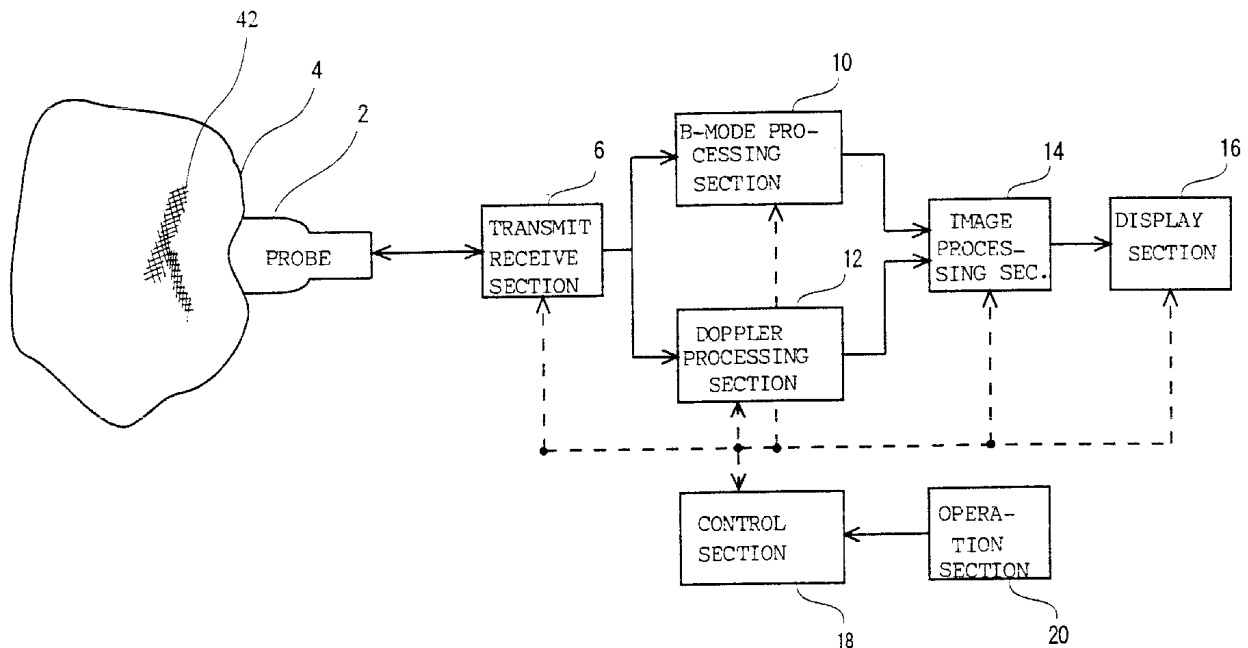 42
4
2
PROBE
6
TRANSMIT
RECEIVE
SECTION
10
B-MODE PRO-
CESSING
SECTION
12
DOPPLER
PROCESSING
SECTION
14
IMAGE
PROCES-
SING SEC.
16
DISPLAY
SECTION
CONTROL
SECTION
18
OPERA-
TION
SECTION
20